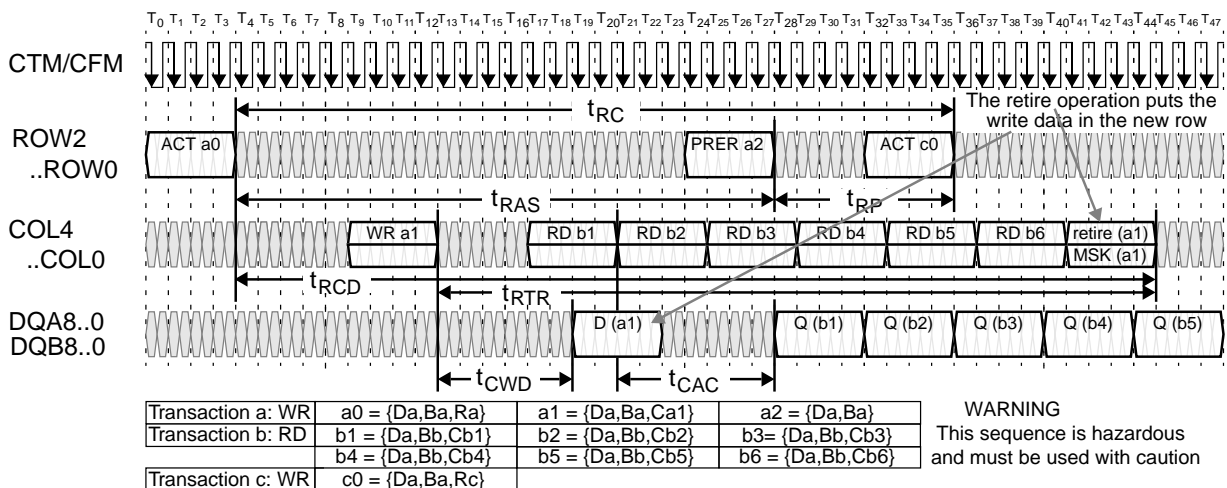 T0 T1 T2 T3 T4 T5 T6 T7 T8 T9 T10 T11 T12 T13 T14 T15 T16 T17 T18 T19 T20 T21 T22 T23 T24 T25 T26 T27 T28 T29 T30 T31 T32 T33 T34 T35 T36 T37 T38 T39 T40 T41 T42 T43 T44 T45 T46 T47
CTM/CFM
The retire operation puts the
write data in the new row
tRC
ROW2
..ROW0
ACT a0
PRER a2
ACT c0
tRAS
tRP
COL4
..COL0
WR a1
RD b1
RD b2
RD b3
RD b4
RD b5
RD b6
retire (a1)
MSK (a1)
tRCD
tRTR
DQA8..0
DQB8..0
D (a1)
Q (b1)
Q (b2)
Q (b3)
Q (b4)
Q (b5)
tCWD
tCAC
Transaction a: WR a0 = {Da,Ba,Ra} a1 = {Da,Ba,Ca1} a2 = {Da,Ba}
Transaction b: RD b1 = {Da,Bb,Cb1} b2 = {Da,Bb,Cb2} b3= {Da,Bb,Cb3}
b4 = {Da,Bb,Cb4} b5 = {Da,Bb,Cb5} b6 = {Da,Bb,Cb6}
Transaction c: WR c0 = {Da,Ba,Rc}
WARNING
This sequence is hazardous
and must be used with caution